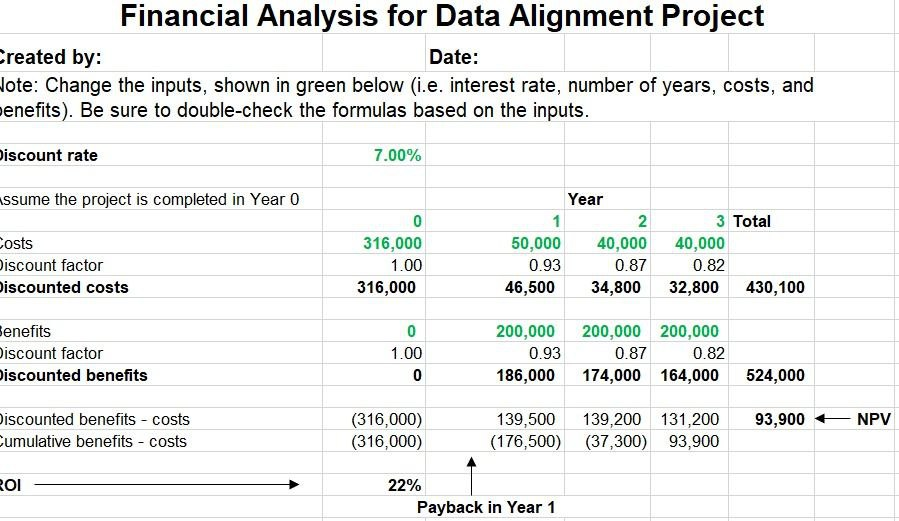 Financial Analysis for Data Alignment Project
Created by: Date:
Note: Change the inputs, shown in green below (i.e. interest rate, number of years, costs, and
benefits). Be sure to double-check the formulas based on the inputs.
Discount rate 7.00%
Assume the project is completed in Year 0 Year
0 1 2 3 Total
Costs 316,000 50,000 40,000 40,000
Discount factor 1.00 0.93 0.87 0.82
Discounted costs 316,000 46,500 34,800 32,800 430,100
Benefits 0 200,000 200,000 200,000
Discount factor 1.00 0.93 0.87 0.82
Discounted benefits 0 186,000 174,000 164,000 524,000
Discounted benefits - costs (316,000) 139,500 139,200 131,200 93,900 NPV
Cumulative benefits - costs (316,000) (176,500) (37,300) 93,900
ROI 22%
Payback in Year 1